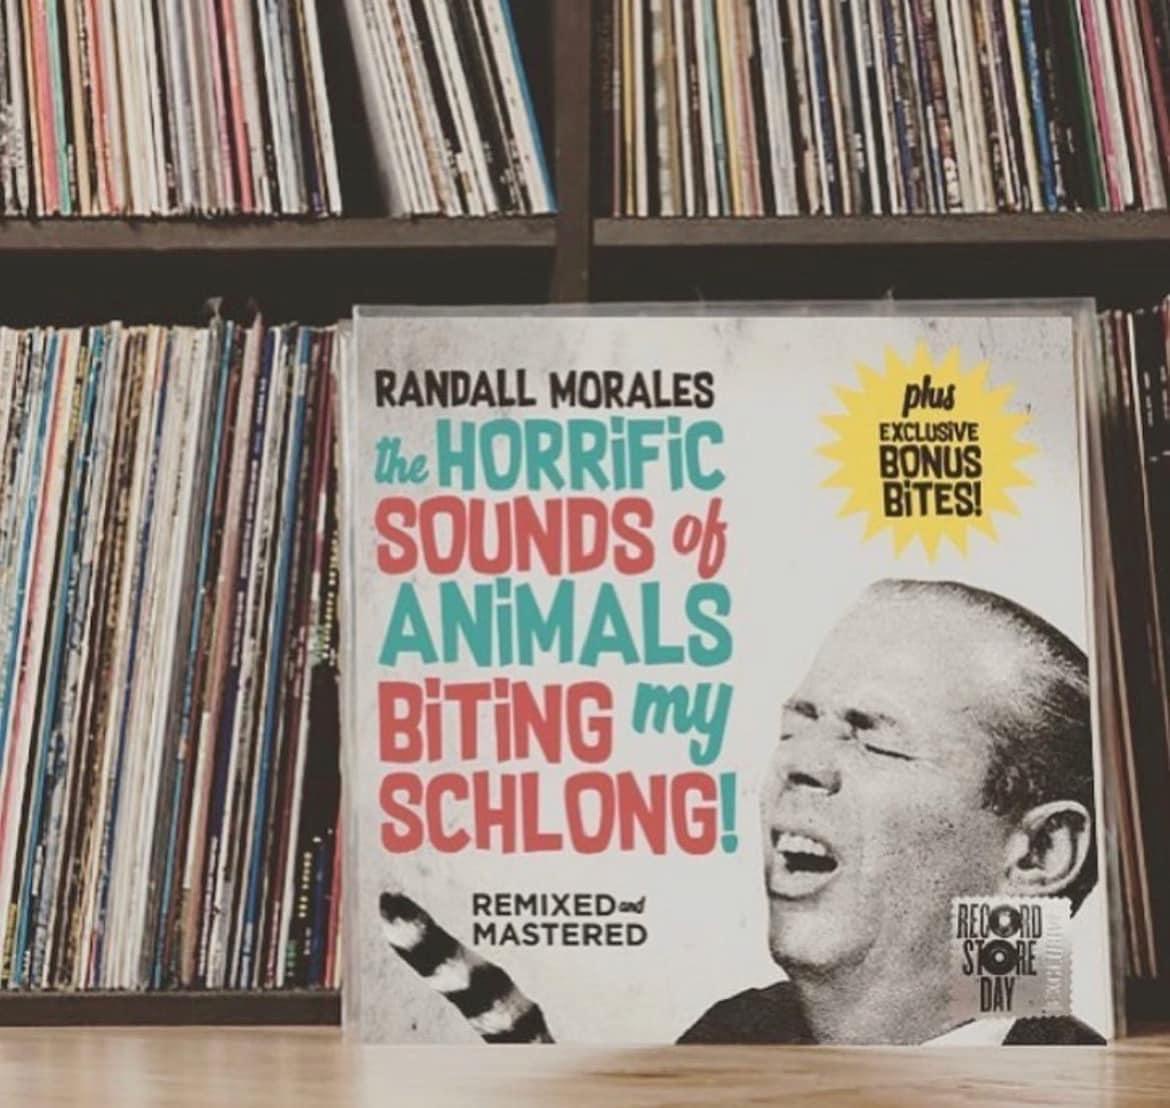 RANDALL MORALES
the HORRiFiC
SOUNDS of
ANiMALS
BiTiNG my
SCHLONG!
REMIXED and
MASTERED
plus
EXCLUSiVE
BONUS
BiTES!
RECORD
STORE
DAY
EXCLUSIVE